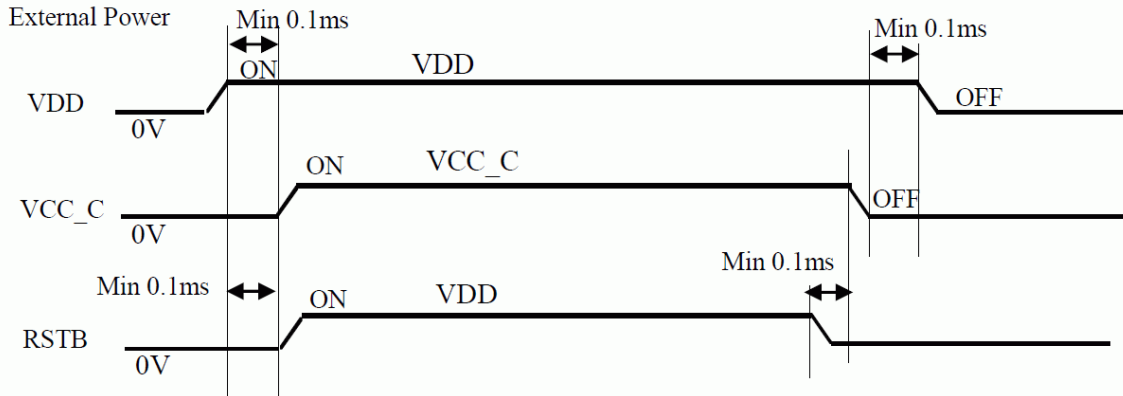 External Power
Min 0.1ms
Min 0.1ms
ON
VDD
VDD
OFF
0V
ON
VCC_C
VCC_C
OFF
0V
Min 0.1ms
Min 0.1ms
ON
VDD
RSTB
0V